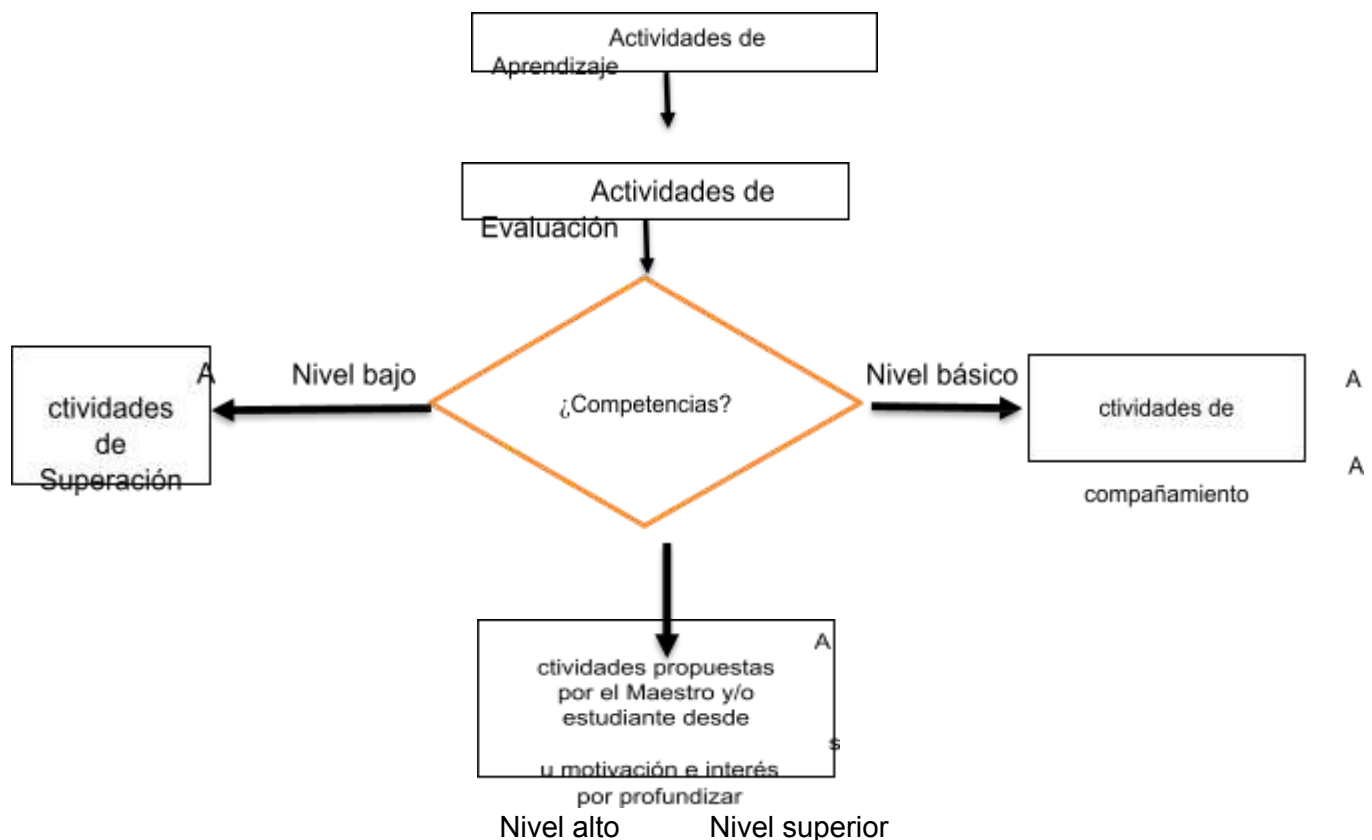 Actividades de
Aprendizaje
Actividades de
Evaluación
A
ctividades
de
Superación
Nivel bajo
¿Competencias?
Nivel básico
A
ctividades de
A
compañamiento
A
ctividades propuestas
por el Maestro y/o
estudiante desde
s
u motivación e interés
por profundizar
Nivel alto Nivel superior